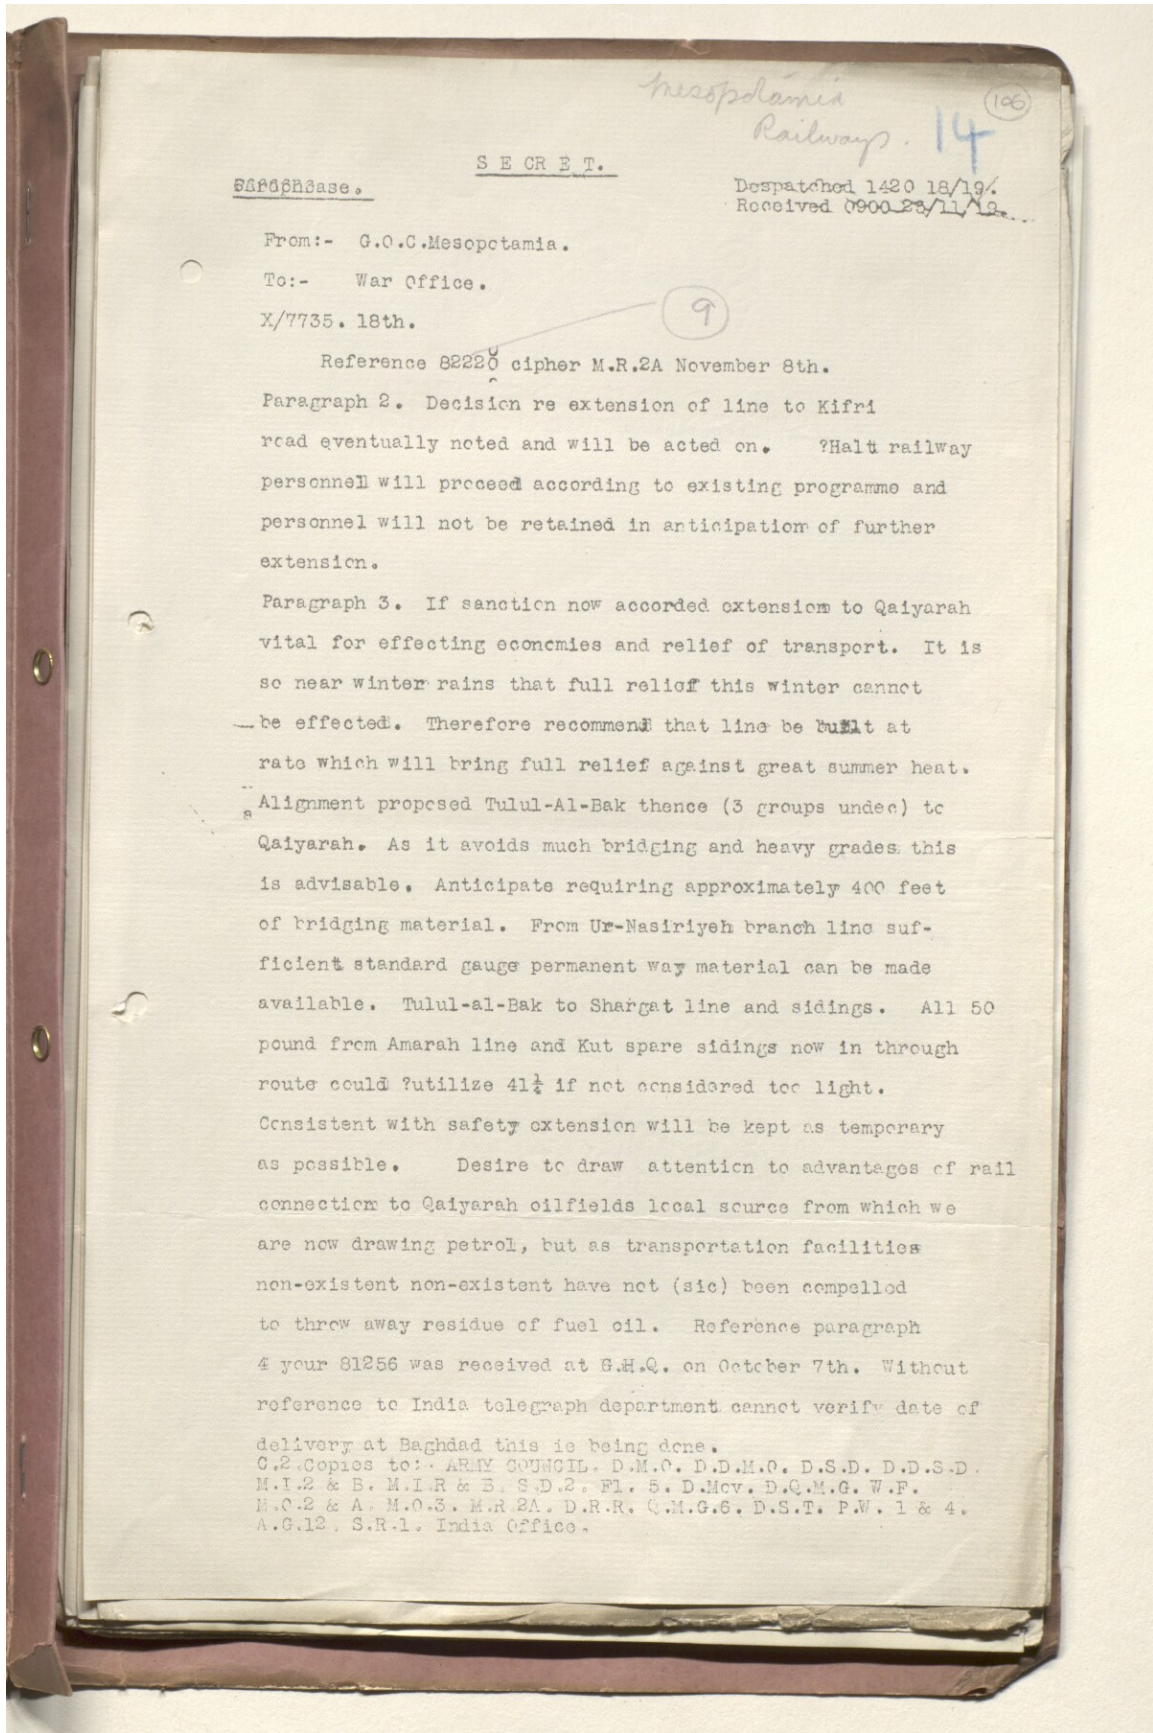 Mesopotamia
Railways.
106
14
S E CR E T.
Despatched 1420 18/19.
Received 0900 23/11/19.
From:- G.O.C.Mesopotamia.
To:- War Office.
9
X/7735. 18th.
Reference 82220 cipher M.R.2A November 8th.
Paragraph 2. Decision re extension of line to Kifri
road eventually noted and will be acted on. ?Halt railway
personnel will proceed according to existing programme and
personnel will not be retained in anticipation of further
extension.
Paragraph 3. If sanction now accorded extension to Qaiyarah
vital for effecting economies and relief of transport. It is
so near winter rains that full relief this winter cannot
be effected. Therefore recommend that line be built at
rate which will bring full relief against great summer heat.
Alignment proposed Tulul-Al-Bak thence (3 groups undec) to
Qaiyarah. As it avoids much bridging and heavy grades this
is advisable. Anticipate requiring approximately 400 feet
of bridging material. From Ur-Nasiriyeh branch line suf-
ficient standard gauge permanent way material can be made
available. Tulul-al-Bak to Shargat line and sidings. All 50
pound from Amarah line and Kut spare sidings now in through
route could ?utilize 41¼ if not considered too light.
Consistent with safety extension will be kept as temporary
as possible. Desire to draw attention to advantages of rail
connection to Qaiyarah oilfields local source from which we
are now drawing petrol, but as transportation facilities
non-existent non-existent have not (sic) been compelled
to throw away residue of fuel oil. Reference paragraph
4 your 81256 was received at G.H.Q. on October 7th. Without
reference to India telegraph department cannot verify date of
delivery at Baghdad this is being done.
C.2.Copies to:- ARMY COUNCIL. D.M.O. D.D.M.O. D.S.D. D.D.S.D.
M.I.2 & B. M.I.R & B. S.D.2. F1. 5. D.Mov. D.Q.M.G. W.F.
M.O.2 & A. M.O.3. M.R.2A. D.R.R. Q.M.G.6. D.S.T. P.W. 1 & 4.
A.G.12. S.R.1. India Office.